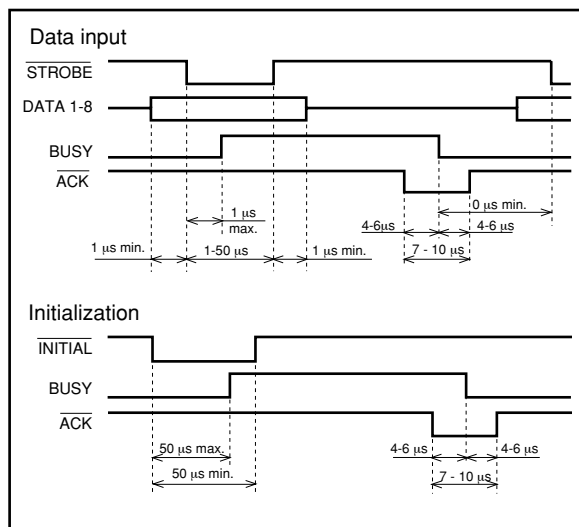 Data input
STROBE
DATA 1-8
BUSY
ACK
0 µs min.
1 µs
max.
4-6µs
4-6 µs
1 µs min.
1-50 µs
1 µs min.
7 - 10 µs
Initialization
INITIAL
BUSY
ACK
50 µs max.
4-6 µs
4-6 µs
50 µs min.
7 - 10 µs